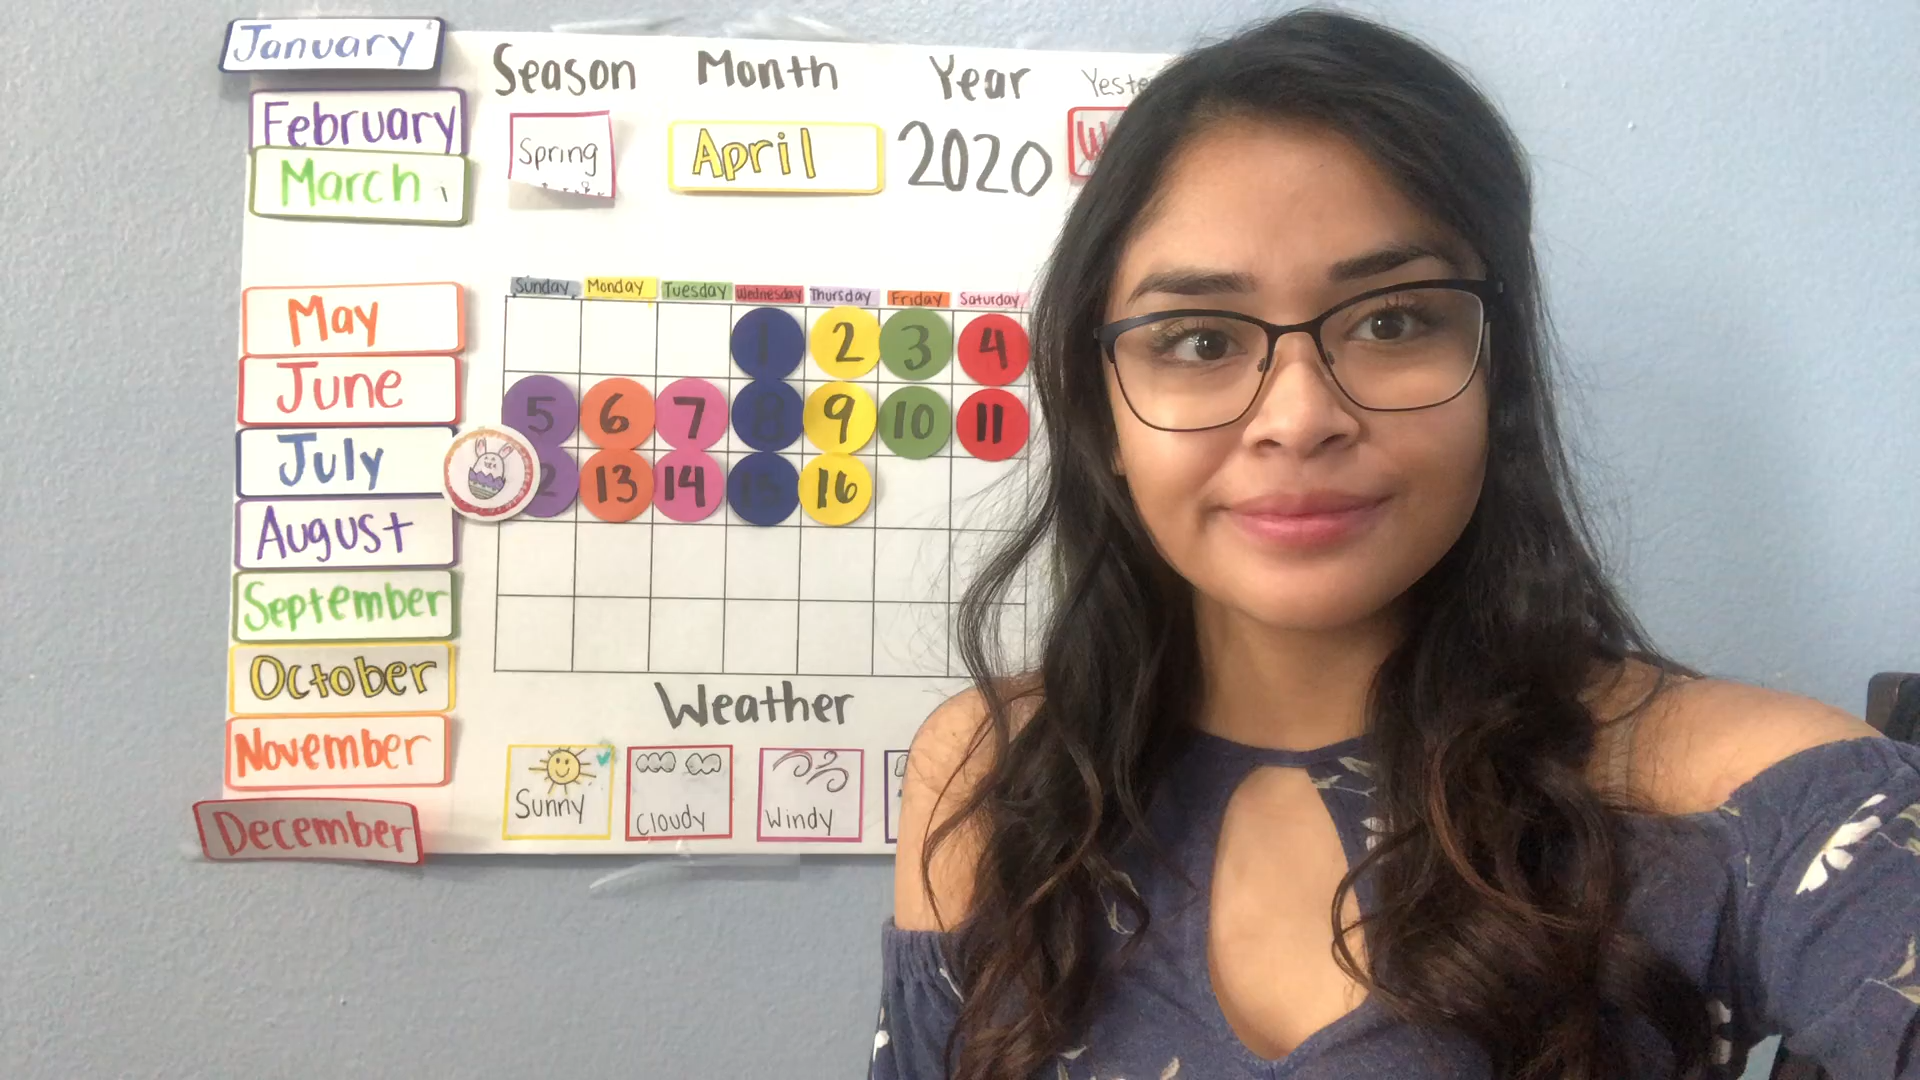 January
February
March
May
June
July
August
September
October
November
December
Season
Month
Year
Spring
April
2020
Sunday Monday Tuesday Wednesday Thursday Friday Saturday
1 2 3 4
5 6 7 8 9 10 11
13 14 15 16
Weather
Sunny
Cloudy
Windy